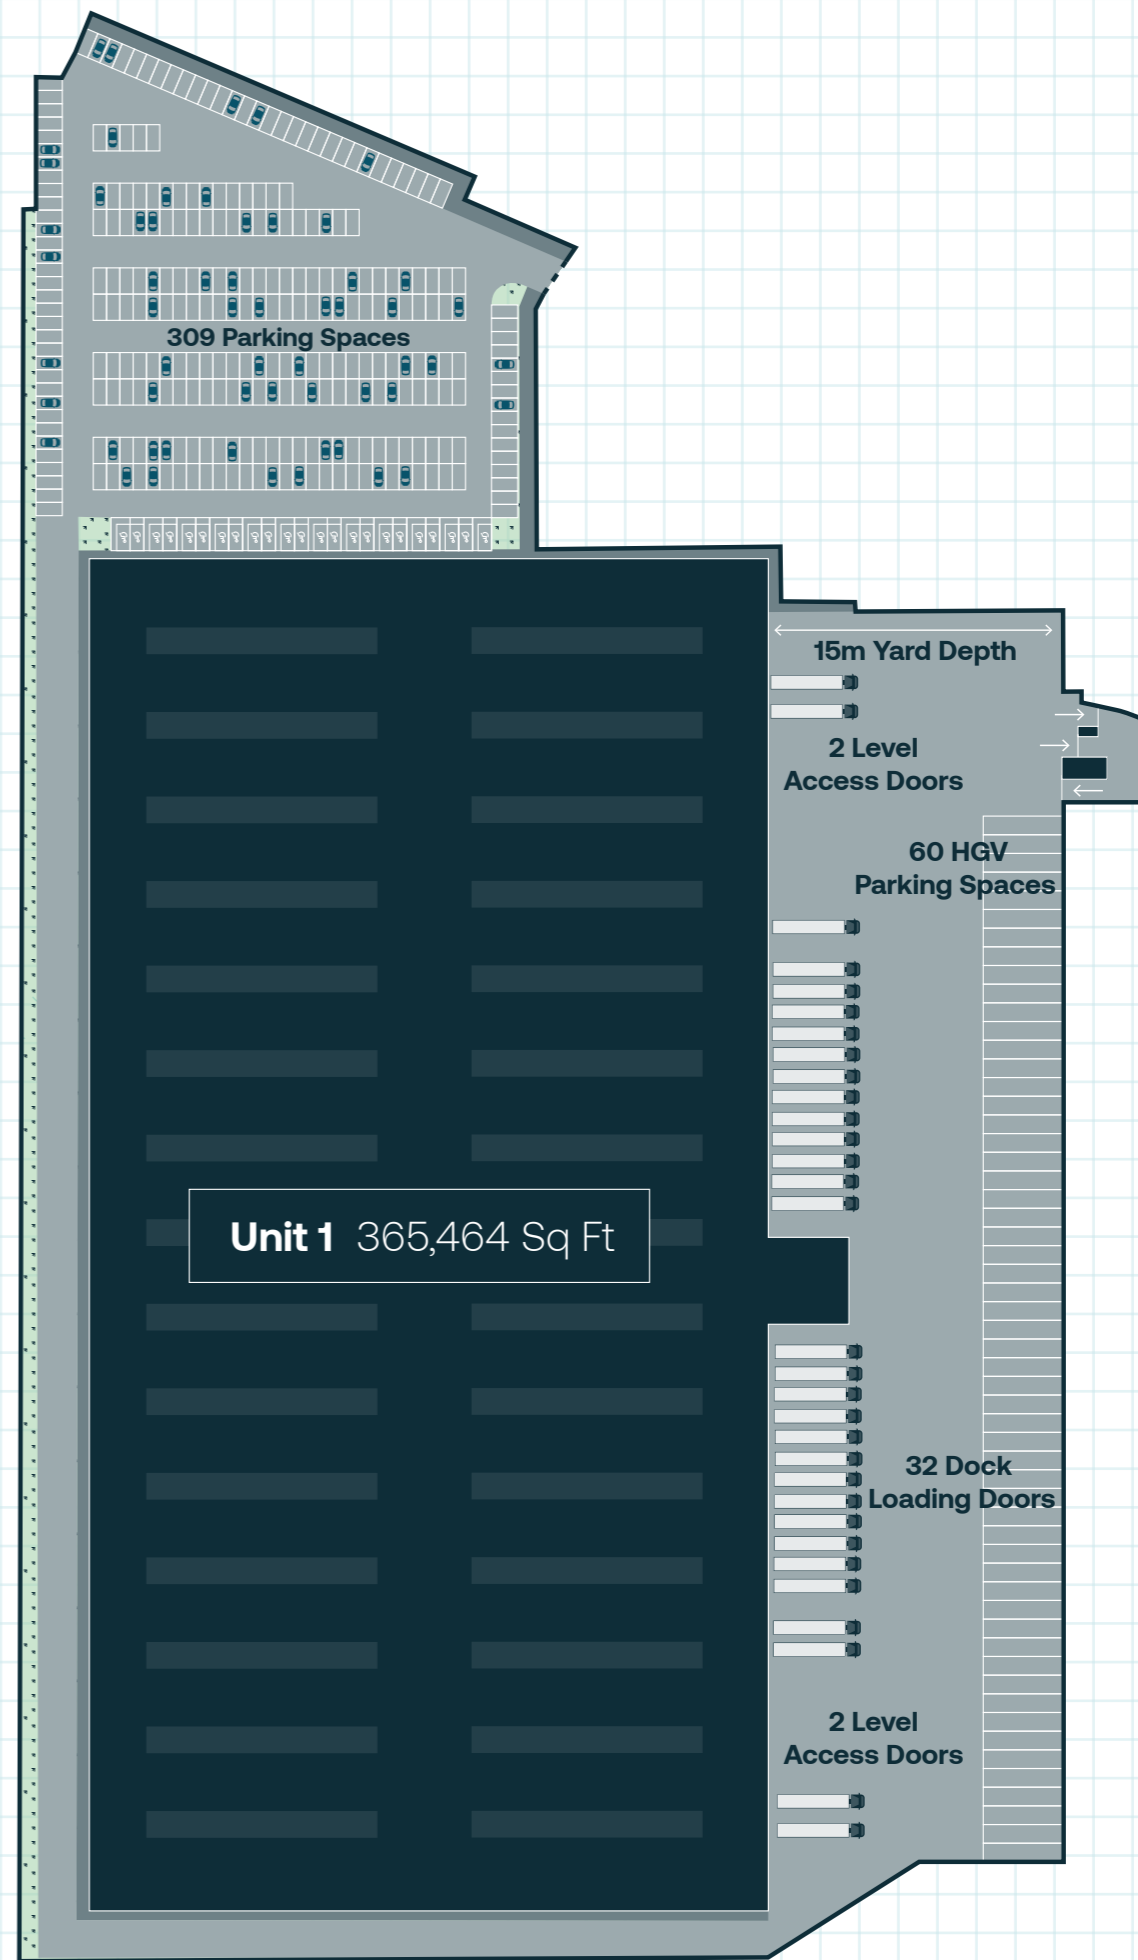 309 Parking Spaces
15m Yard Depth
2 Level
Access Doors
60 HGV
Parking Spaces
Unit 1 365,464 Sq Ft
32 Dock
Loading Doors
2 Level
Access Doors